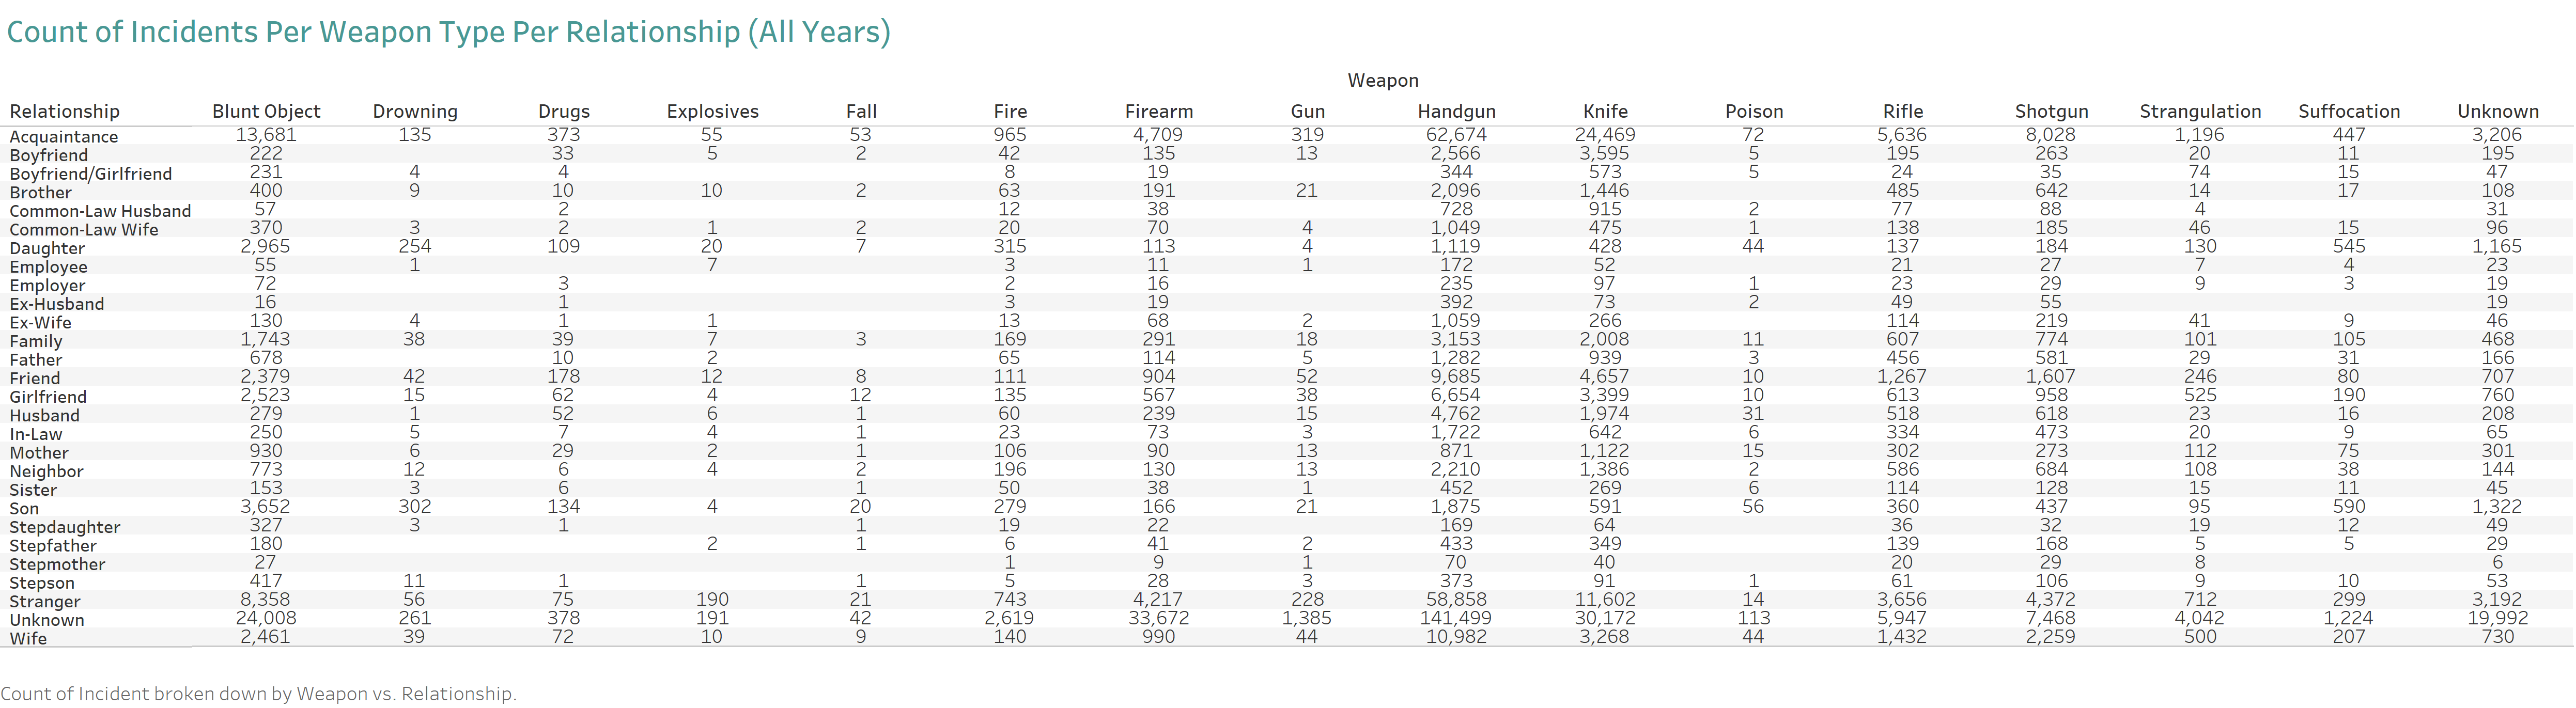 Count of Incidents Per Weapon Type Per Relationship (All Years)
Weapon
Relationship Blunt Object Drowning Drugs Explosives Fall Fire Firearm Gun Handgun Knife Poison Rifle Shotgun Strangulation Suffocation Unknown
Acquaintance 13,681 135 373 55 53 965 4,709 319 62,674 24,469 72 5,636 8,028 1,196 447 3,206
Boyfriend 222 33 5 2 42 135 13 2,566 3,595 5 195 263 20 11 195
Boyfriend/Girlfriend 231 4 4 8 19 344 573 5 24 35 74 15 47
Brother 400 9 10 10 2 63 191 21 2,096 1,446 485 642 14 17 108
Common-Law Husband 57 2 12 38 728 915 2 77 88 4 31
Common-Law Wife 370 3 2 1 2 20 70 4 1,049 475 1 138 185 46 15 96
Daughter 2,965 254 109 20 7 315 113 4 1,119 428 44 137 184 130 545 1,165
Employee 55 1 7 3 11 1 172 52 21 27 7 4 23
Employer 72 3 2 16 235 97 1 23 29 9 3 19
Ex-Husband 16 1 3 19 392 73 2 49 55 19
Ex-Wife 130 4 1 1 13 68 2 1,059 266 114 219 41 9 46
Family 1,743 38 39 7 3 169 291 18 3,153 2,008 11 607 774 101 105 468
Father 678 10 2 65 114 5 1,282 939 3 456 581 29 31 166
Friend 2,379 42 178 12 8 111 904 52 9,685 4,657 10 1,267 1,607 246 80 707
Girlfriend 2,523 15 62 4 12 135 567 38 6,654 3,399 10 613 958 525 190 760
Husband 279 1 52 6 1 60 239 15 4,762 1,974 31 518 618 23 16 208
In-Law 250 5 7 4 1 23 73 3 1,722 642 6 334 473 20 9 65
Mother 930 6 29 2 1 106 90 13 871 1,122 15 302 273 112 75 301
Neighbor 773 12 6 4 2 196 130 13 2,210 1,386 2 586 684 108 38 144
Sister 153 3 6 1 50 38 1 452 269 6 114 128 15 11 45
Son 3,652 302 134 4 20 279 166 21 1,875 591 56 360 437 95 590 1,322
Stepdaughter 327 3 1 1 19 22 169 64 36 32 19 12 49
Stepfather 180 2 1 6 41 2 433 349 139 168 5 5 29
Stepmother 27 1 9 1 70 40 20 29 8 6
Stepson 417 11 1 1 5 28 3 373 91 1 61 106 9 10 53
Stranger 8,358 56 75 190 21 743 4,217 228 58,858 11,602 14 3,656 4,372 712 299 3,192
Unknown 24,008 261 378 191 42 2,619 33,672 1,385 141,499 30,172 113 5,947 7,468 4,042 1,224 19,992
Wife 2,461 39 72 10 9 140 990 44 10,982 3,268 44 1,432 2,259 500 207 730
Count of Incident broken down by Weapon vs. Relationship.